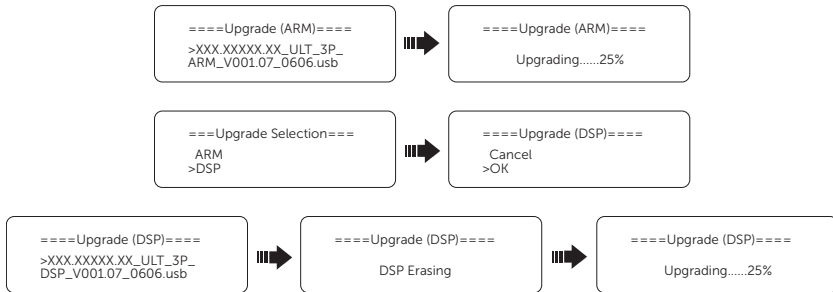 ====Upgrade (ARM)====
>XXX.XXXXX.XX_ULT_3P_
ARM_V001.07_0606.usb
====Upgrade (ARM)====
Upgrading......25%
===Upgrade Selection===
ARM
>DSP
====Upgrade (DSP)====
Cancel
>OK
====Upgrade (DSP)====
>XXX.XXXXX.XX_ULT_3P_
DSP_V001.07_0606.usb
====Upgrade (DSP)====
DSP Erasing
====Upgrade (DSP)====
Upgrading......25%